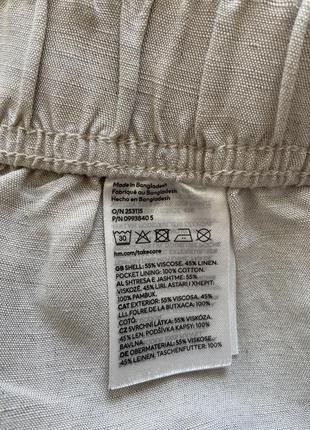 Made in Bangladesh
Fabriqué au Bangladesh
Hecho en Bangladesh
O/N 253115
P/N 0993840 5
30
hm.com/takecare
GB SHELL: 55% VISCOSE, 45% LINEN.
POCKET LINING: 100% COTTON.
AL SHTRESA E JASHTME: 55%
VISKOZË, 45% LIRI. ASTARI I XHEPIT:
100% PAMBUK.
CAT EXTERIOR: 55% VISCOSA, 45%
LLI. FOLRE DE LA BUTXACA: 100%
COTÓ.
CZ SVRCHNÍ LÁTKA: 55% VISKÓZA,
45% LEN. PODŠÍVKA KAPSY: 100%
BAVLNA.
DE OBERMATERIAL: 55% VISKOSE,
45% LEINEN. TASCHENFUTTER: 100%